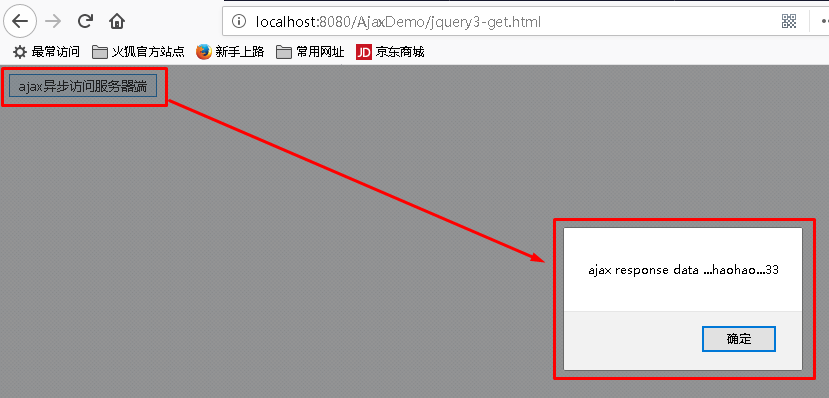 localhost:8080/AjaxDemo/jquery3-get.html
最常访问 火狐官方站点 新手上路 常用网址 JD 京东商城
ajax异步访问服务器端
ajax response data ...haohao...33
确定